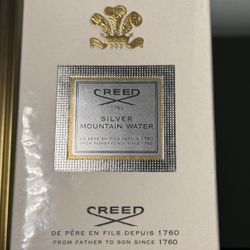 CREED
1760
SILVER
MOUNTAIN WATER
DE PÈRE EN FILS DEPUIS 1760
FROM FATHER TO SON SINCE 1760
CREED
DE PÈRE EN FILS DEPUIS 1760
FROM FATHER TO SON SINCE 1760